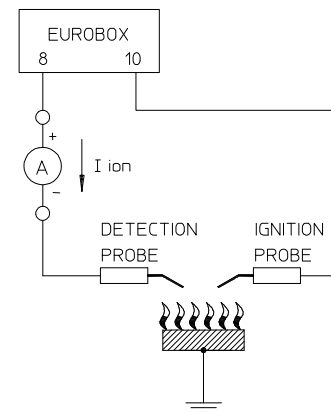 EUROBOX
8 10
+
A
I ion
−
DETECTION PROBE
IGNITION PROBE